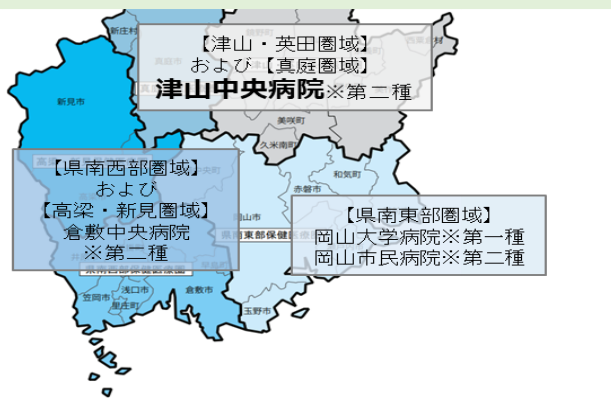 新庄村
【津山・英田圏域】
および【真庭圏域】
津山中央病院※第二種
新見市
美咲町
久米南町
【県南西部圏域】
および
【高梁・新見圏域】
倉敷中央病院
※第二種
和気町
赤磐市
【県南東部圏域】
岡山大学病院※第一種
岡山市民病院※第二種
県南東部保健医療圏
県南西部保健医療圏
笠岡市
浅口市
里庄町
倉敷市
玉野市